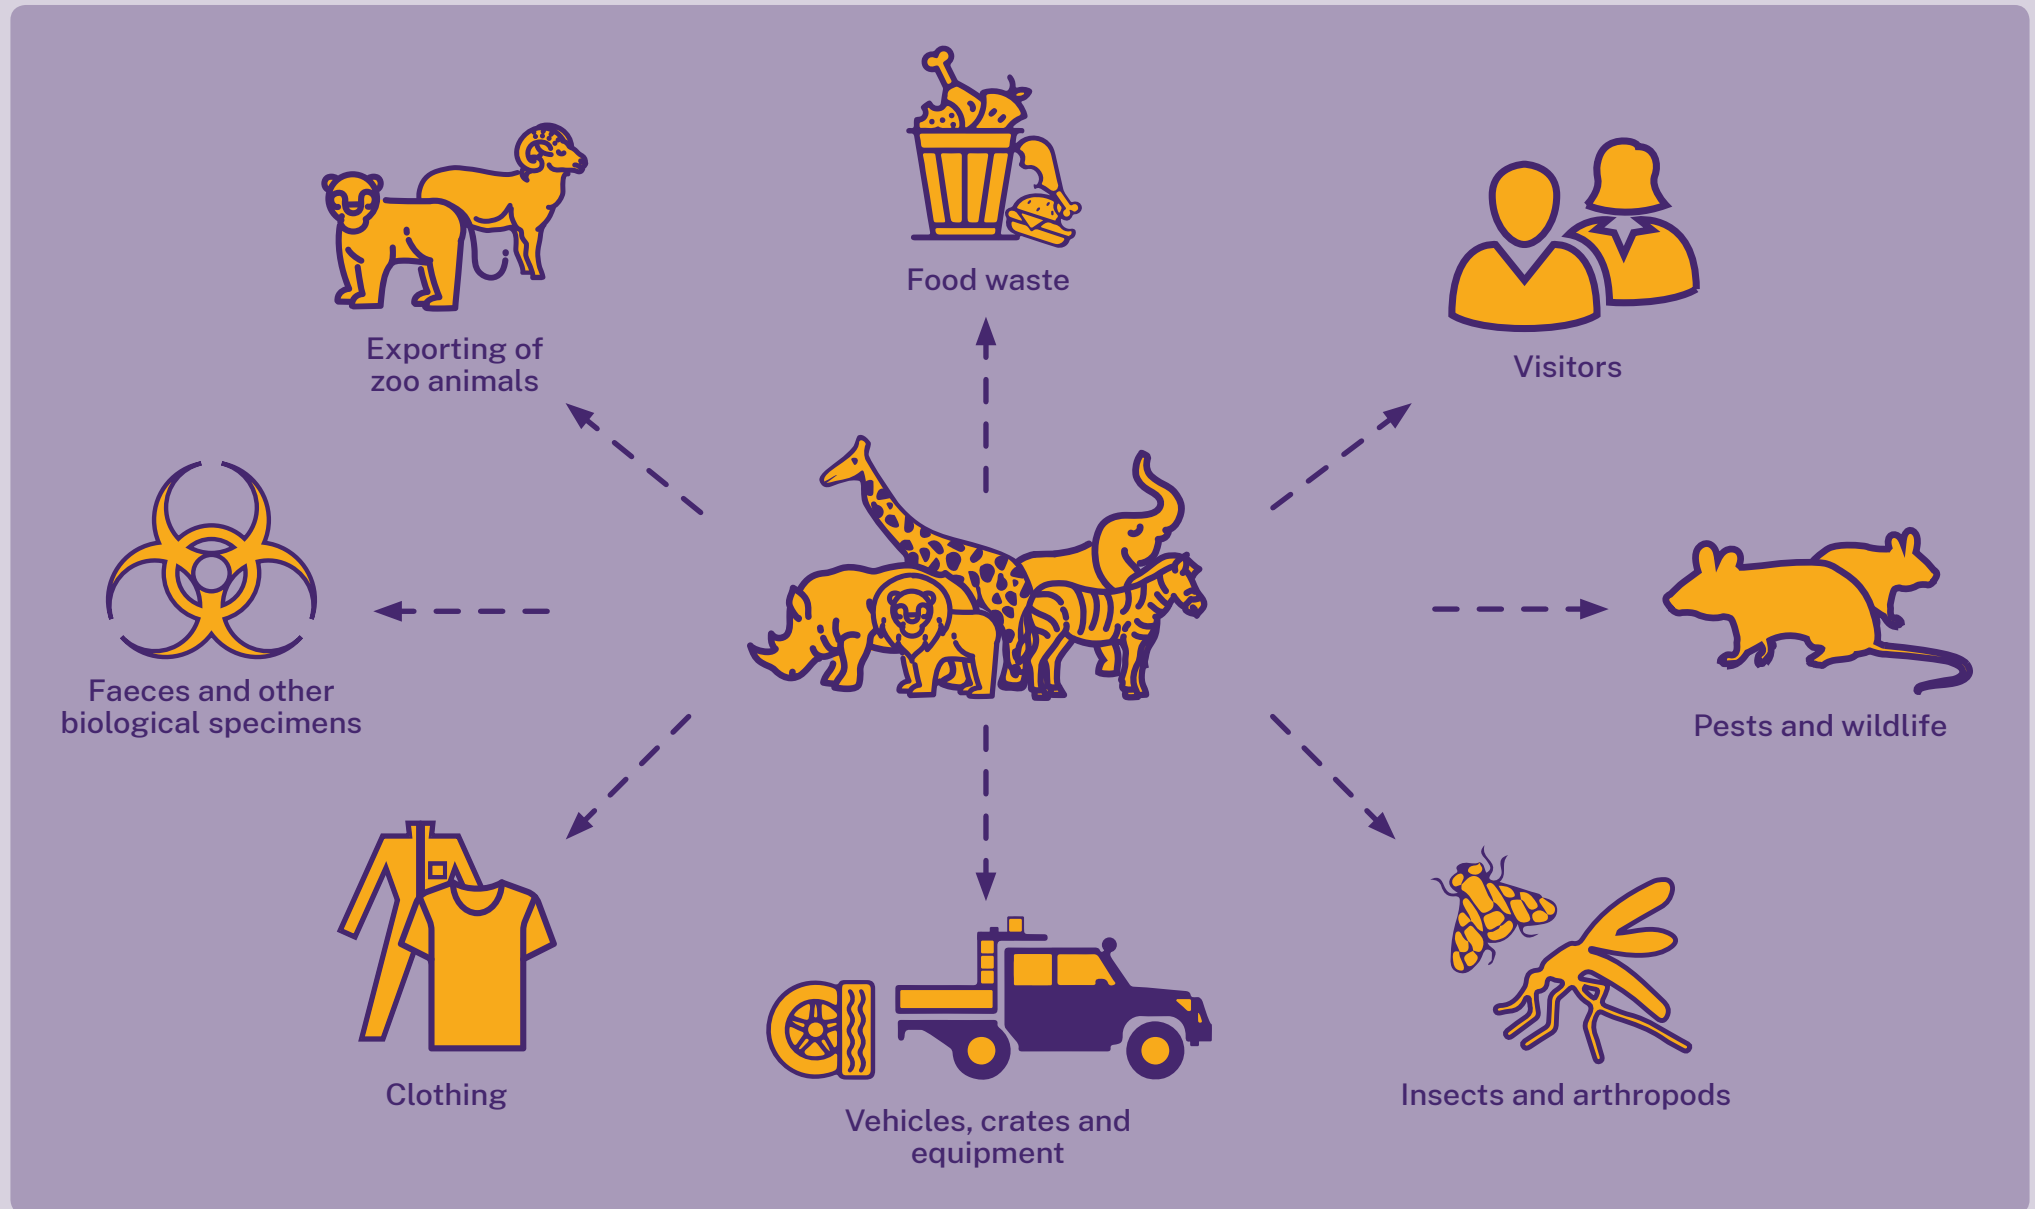 Food waste
Exporting of
zoo animals
Visitors
Faeces and other
biological specimens
Pests and wildlife
Clothing
Insects and arthropods
Vehicles, crates and
equipment